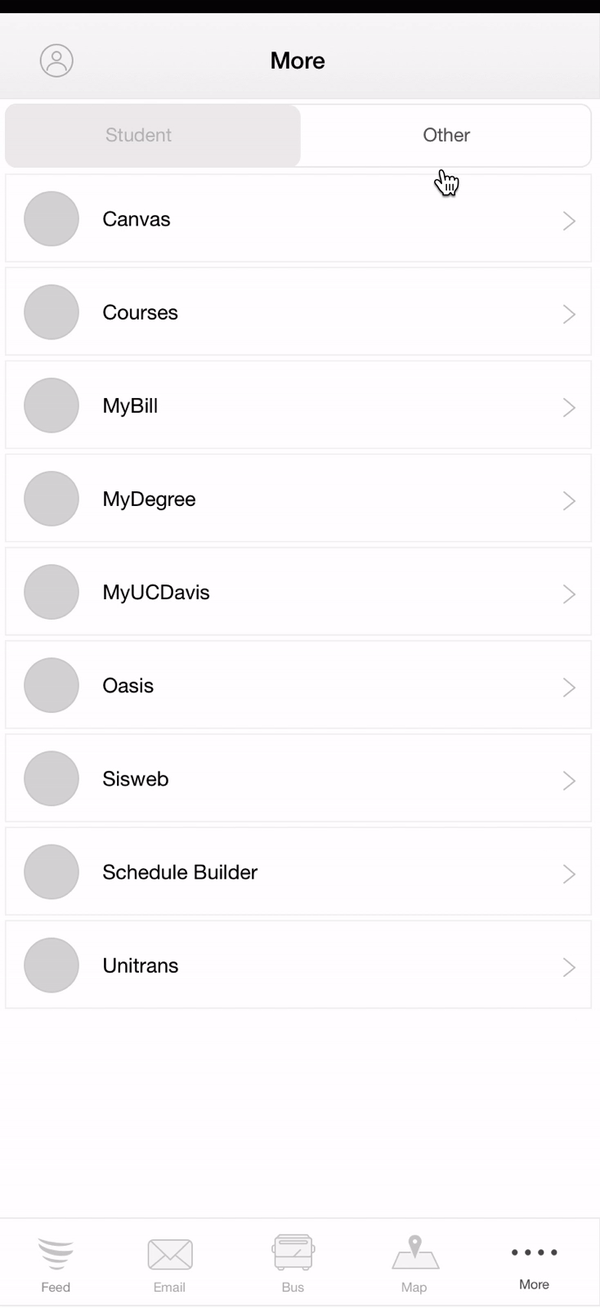 More
Student Other
Canvas
Courses
MyBill
MyDegree
MyUCDavis
Oasis
Sisweb
Schedule Builder
Unitrans
Feed Email Bus Map More